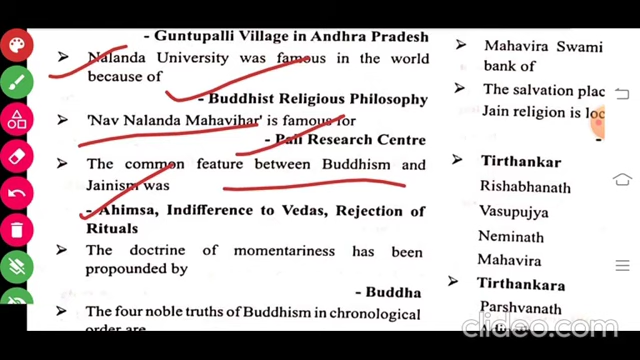 - Guntupalli Village in Andhra Pradesh
Nalanda University was famous in the world
because of
- Buddhist Religious Philosophy
'Nav Nalanda Mahavihar' is famous for
- Pali Research Centre
The common feature between Buddhism and
Jainism was
- Ahimsa, Indifference to Vedas, Rejection of
Rituals
The doctrine of momentariness has been
propounded by
- Buddha
The four noble truths of Buddhism in chronological
order are
Mahavira Swami
bank of
The salvation plac
Jain religion is loc
Tirthankar
Rishabhanath
Vasupujya
Neminath
Mahavira
Tirthankara
Parshvanath
clideo.com